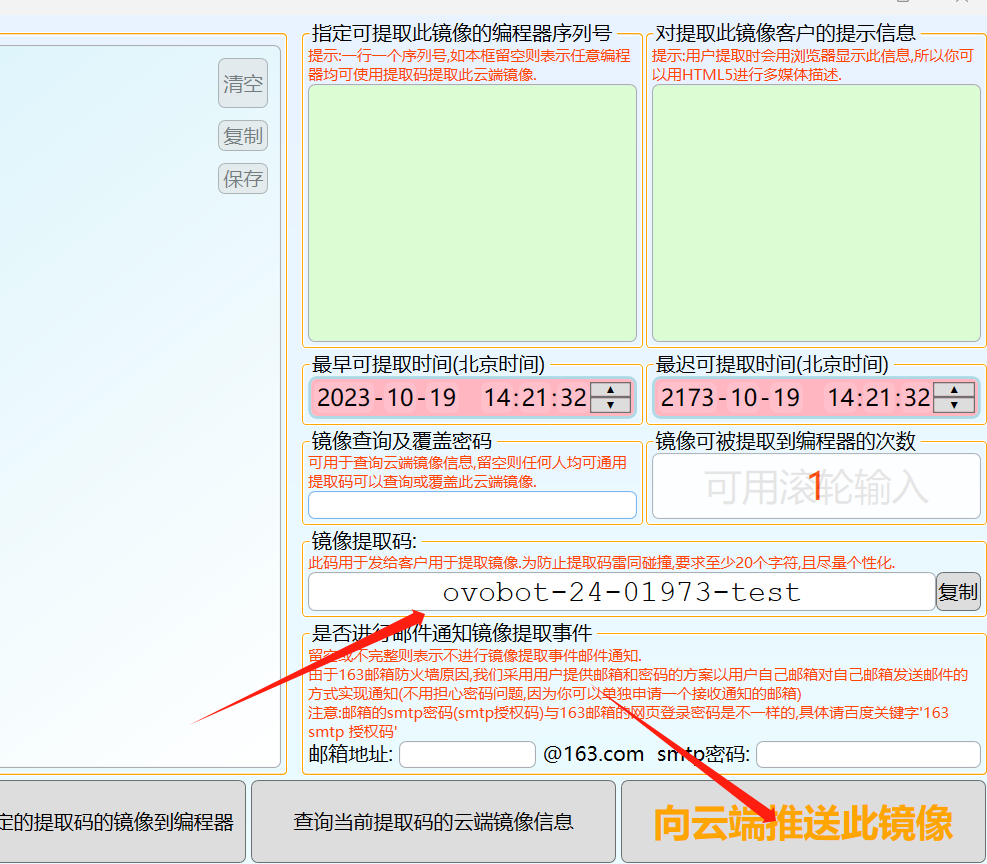 清空
复制
保存
指定可提取此镜像的编程器序列号
提示:一行一个序列号,如本框留空则表示任意编程
器均可使用提取码提取此云端镜像.
对提取此镜像客户的提示信息
提示:用户提取时会用浏览器显示此信息,所以你可
以用HTML5进行多媒体描述.
最早可提取时间(北京时间)
2023-10-19 14:21:32
最迟可提取时间(北京时间)
2173-10-19 14:21:32
镜像查询及覆盖密码
可用于查询云端镜像信息,留空则任何人均可通用
提取码可以查询或覆盖此云端镜像.
镜像可被提取到编程器的次数
可用滚轮输入
1
镜像提取码:
此码用于发给客户用于提取镜像.为防止提取码雷同碰撞,要求至少20个字符,且尽量个性化.
ovobot-24-01973-test
复制
是否进行邮件通知镜像提取事件
留空或不完整则表示不进行镜像提取事件邮件通知.
由于163邮箱防火墙原因,我们采用用户提供邮箱和密码的方案以用户自己邮箱对自己邮箱发送邮件的
方式实现通知(不用担心密码问题,因为你可以单独申请一个接收通知的邮箱)
注意:邮箱的smtp密码(smtp授权码)与163邮箱的网页登录密码是不一样的,具体请百度关键字'163
smtp 授权码'
邮箱地址: @163.com smtp密码:
定的提取码的镜像到编程器
查询当前提取码的云端镜像信息
向云端推送此镜像